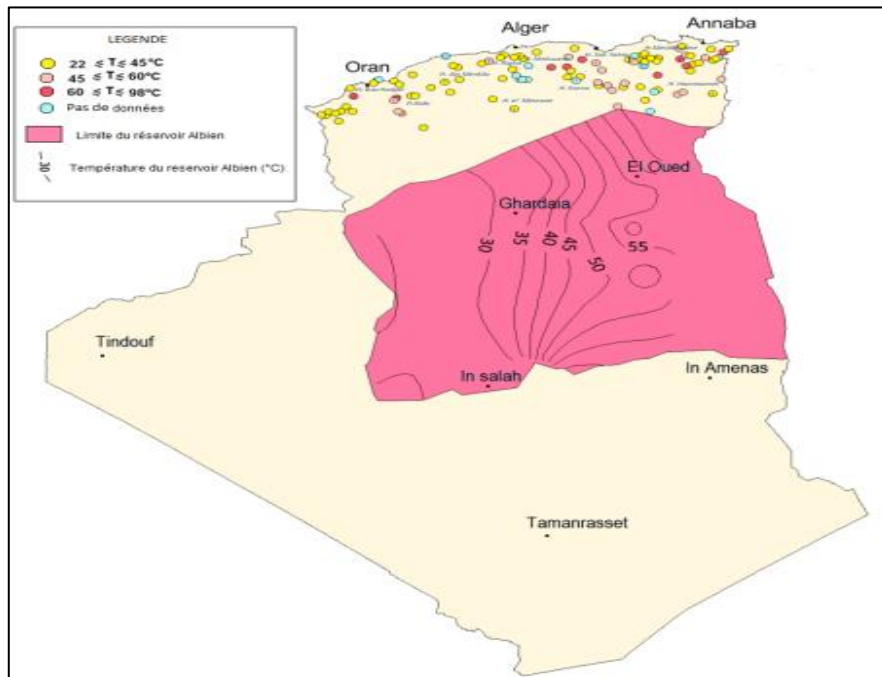 LEGENDE
22 ≤ T ≤ 45°C
45 ≤ T ≤ 60°C
60 ≤ T ≤ 98°C
Pas de données
Limite du réservoir Albien
30
Température du reservoir Albien (°C)
Alger
Annaba
Oran
El Oued
Ghardaia
30
35
40
45
50
55
Tindouf
In salah
In Amenas
Tamanrasset